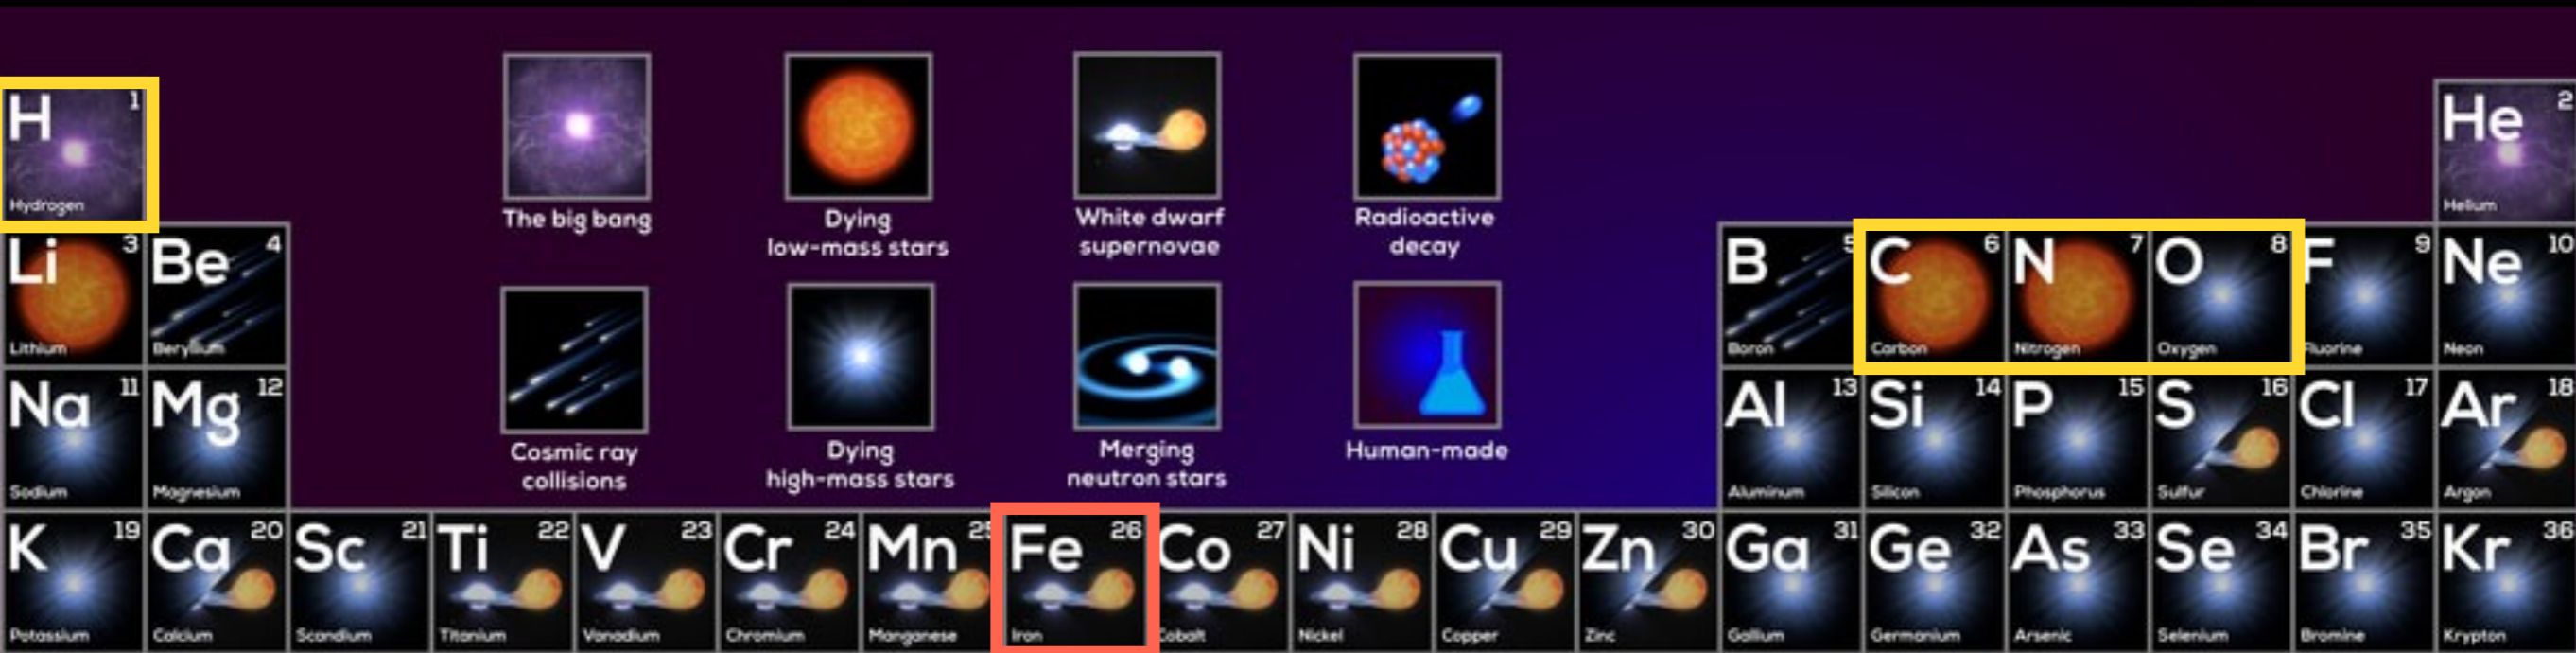 H 1
Hydrogen
The big bang
Dying
low-mass stars
White dwarf
supernovae
Radioactive
decay
He 2
Helium
Li 3
Lithium
Be 4
Beryllium
Cosmic ray
collisions
Dying
high-mass stars
Merging
neutron stars
Human-made
B 5
Boron
C 6
Carbon
N 7
Nitrogen
O 8
Oxygen
F 9
Fluorine
Ne 10
Neon
Na 11
Sodium
Mg 12
Magnesium
Al 13
Aluminum
Si 14
Silicon
P 15
Phosphorus
S 16
Sulfur
Cl 17
Chlorine
Ar 18
Argon
K 19
Potassium
Ca 20
Calcium
Sc 21
Scandium
Ti 22
Titanium
V 23
Vanadium
Cr 24
Chromium
Mn 25
Manganese
Fe 26
Iron
Co 27
Cobalt
Ni 28
Nickel
Cu 29
Copper
Zn 30
Zinc
Ga 31
Gallium
Ge 32
Germanium
As 33
Arsenic
Se 34
Selenium
Br 35
Bromine
Kr 36
Krypton